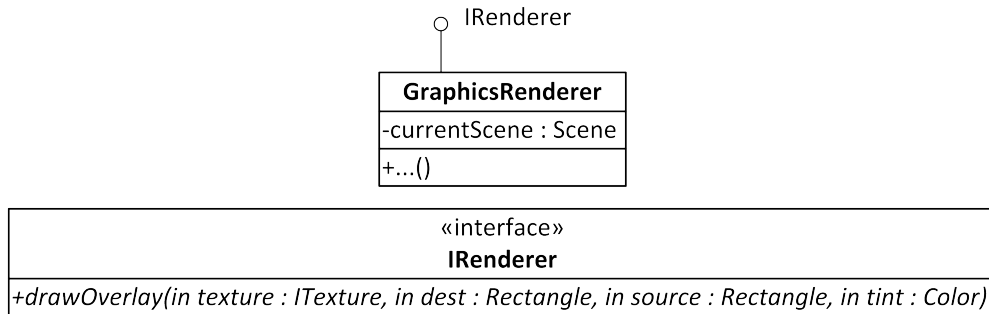 IRenderer
GraphicsRenderer
-currentScene : Scene
+...()
«interface»
IRenderer
+drawOverlay(in texture : ITexture, in dest : Rectangle, in source : Rectangle, in tint : Color)